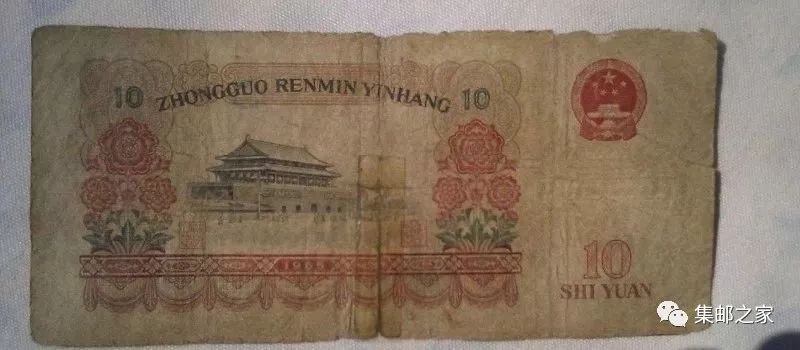 10 ZHONGGUO RENMIN YINHANG 10
10
SHI YUAN
集邮之家